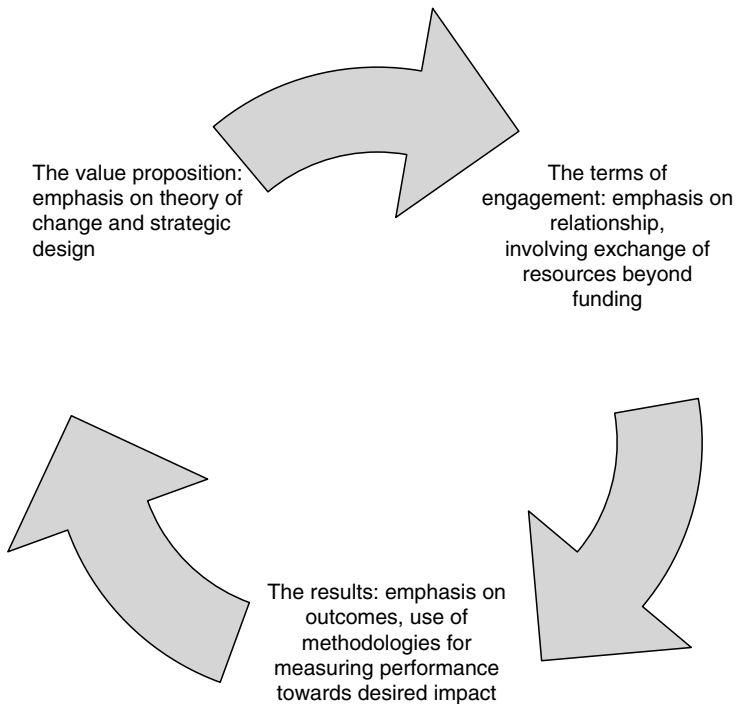 The value proposition:
emphasis on theory of
change and strategic
design
The terms of
engagement: emphasis on
relationship,
involving exchange of
resources beyond
funding
The results: emphasis on
outcomes, use of
methodologies for
measuring performance
towards desired impact